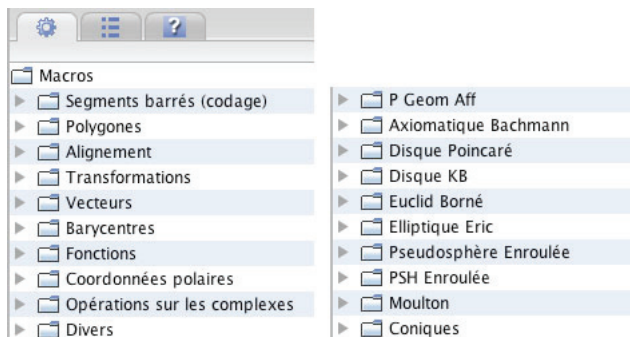 ?
Macros
Segments barrés (codage)
Polygones
Alignement
Transformations
Vecteurs
Barycentres
Fonctions
Coordonnées polaires
Opérations sur les complexes
Divers
P Geom Aff
Axiomatique Bachmann
Disque Poincaré
Disque KB
Euclid Borné
Elliptique Eric
Pseudosphère Enroulée
PSH Enroulée
Moulton
Coniques